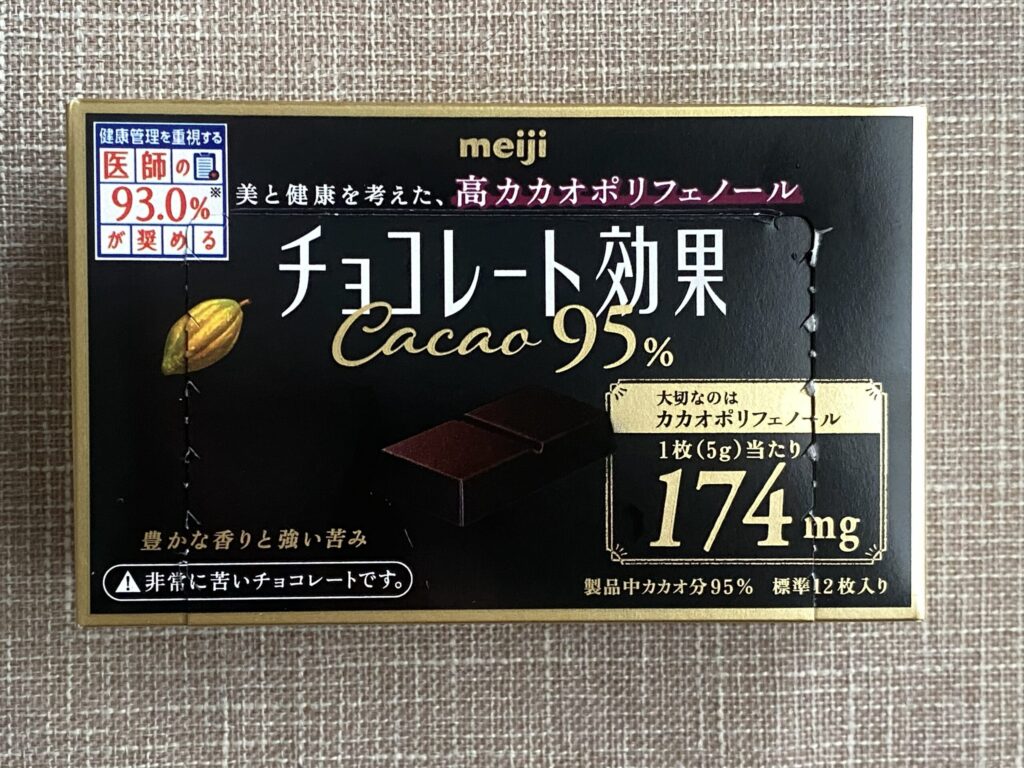 健康管理を重視する
医師の
93.0%※
が奨める
meiji
美と健康を考えた、高カカオポリフェノール
チョコレート効果
Cacao 95%
大切なのは
カカオポリフェノール
1枚(5g)当たり
174mg
豊かな香りと強い苦み
非常に苦いチョコレートです。
製品中カカオ分95% 標準12枚入り